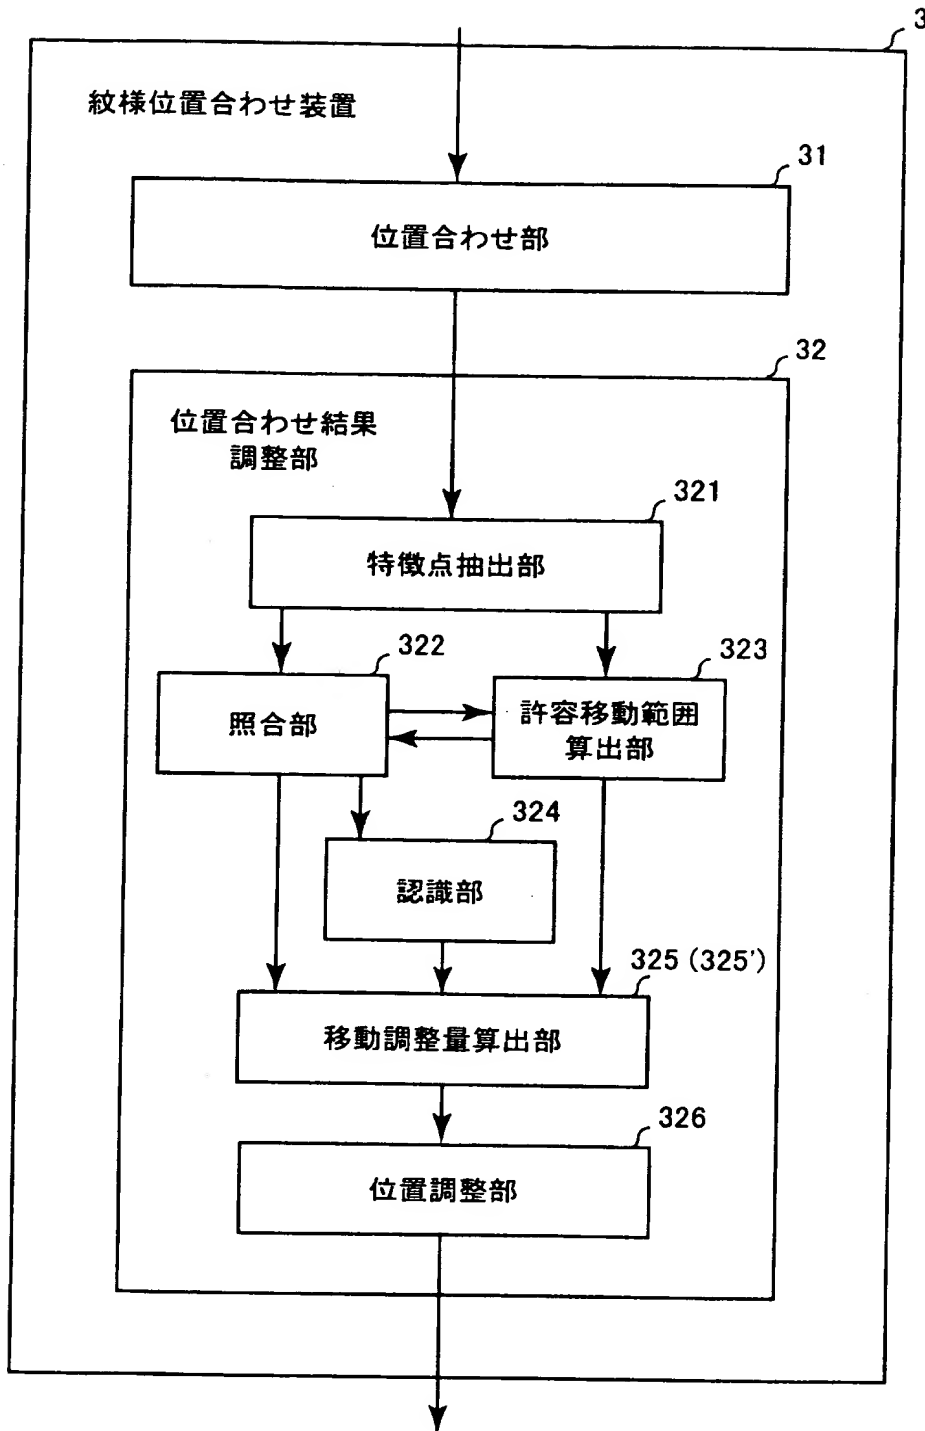 3
紋様位置合わせ装置
31
位置合わせ部
32
位置合わせ結果
調整部
321
特徴点抽出部
322
照合部
323
許容移動範囲
算出部
324
認識部
325 (325')
移動調整量算出部
326
位置調整部